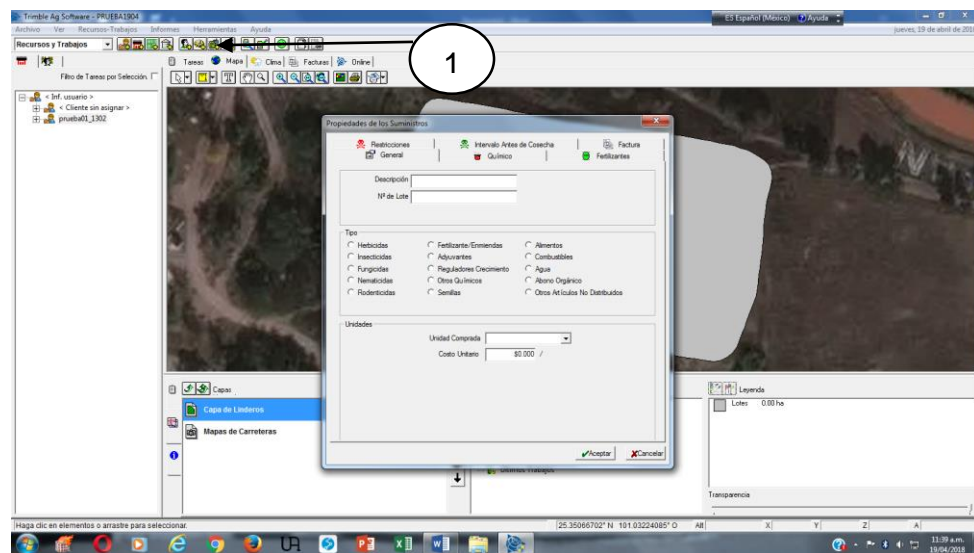 Trimble Ag Software - PRUEBA1904
ES Español (México) Ayuda
Archivo Ver Recursos-Trabajos Informes Herramientas Ayuda
jueves, 19 de abril de 201
Recursos y Trabajos
1
Tareas Mapa Clima Facturas Online
Filtro de Tareas por Selección.
< Inf. usuario >
< Cliente sin asignar >
prueba01_1302
Propiedades de los Suministros
Restricciones Intervalo Antes de Cosecha Factura
General Químico Fertilizantes
Descripción
Nº de Lote
Tipo
Herbicidas Fertilizante/Enmiendas Alimentos
Insecticidas Adyuvantes Combustibles
Fungicidas Reguladores Crecimiento Agua
Nematicidas Otros Químicos Abono Orgánico
Rodenticidas Semillas Otros Artículos No Distribuidos
Unidades
Unidad Comprada
Costo Unitario $0.000 /
Aceptar Cancelar
Capas
Capa de Linderos
Mapas de Carreteras
Últimos Trabajos
Leyenda
Lotes 0.00 ha
Transparencia
Haga clic en elementos o arrastre para seleccionar.
25.35066702° N 101.03224085° O Alt X Y Z A
11:39 a.m.
19/04/2018